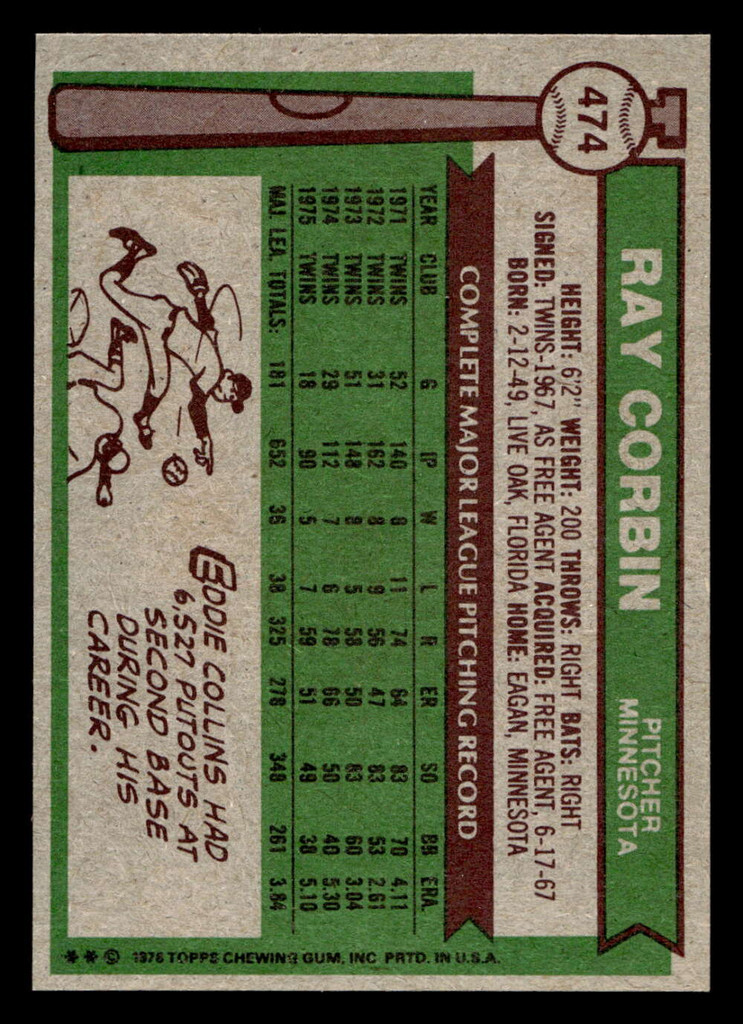 474
RAY CORBIN
PITCHER
MINNESOTA
HEIGHT: 6'2" WEIGHT: 200 THROWS: RIGHT BATS: RIGHT
SIGNED: TWINS-1967, AS FREE AGENT ACQUIRED: FREE AGENT, 6-17-67
BORN: 2-12-49, LIVE OAK, FLORIDA HOME: EAGAN, MINNESOTA
COMPLETE MAJOR LEAGUE PITCHING RECORD
YEAR CLUB G IP W L R ER SO BB ERA.
1971 TWINS 52 140 8 11 74 64 83 70 4.11
1972 TWINS 31 162 8 9 56 47 83 53 2.61
1973 TWINS 51 148 8 5 58 50 83 60 3.04
1974 TWINS 29 112 7 6 78 66 50 40 5.30
1975 TWINS 18 90 5 7 59 51 49 38 5.10
MAJ. LEA. TOTALS: 181 652 36 38 325 278 348 261 3.84
EDDIE COLLINS HAD
6,527 PUTOUTS AT
SECOND BASE
DURING HIS
CAREER.
** © 1976 TOPPS CHEWING GUM, INC PRTD. IN U.S.A.